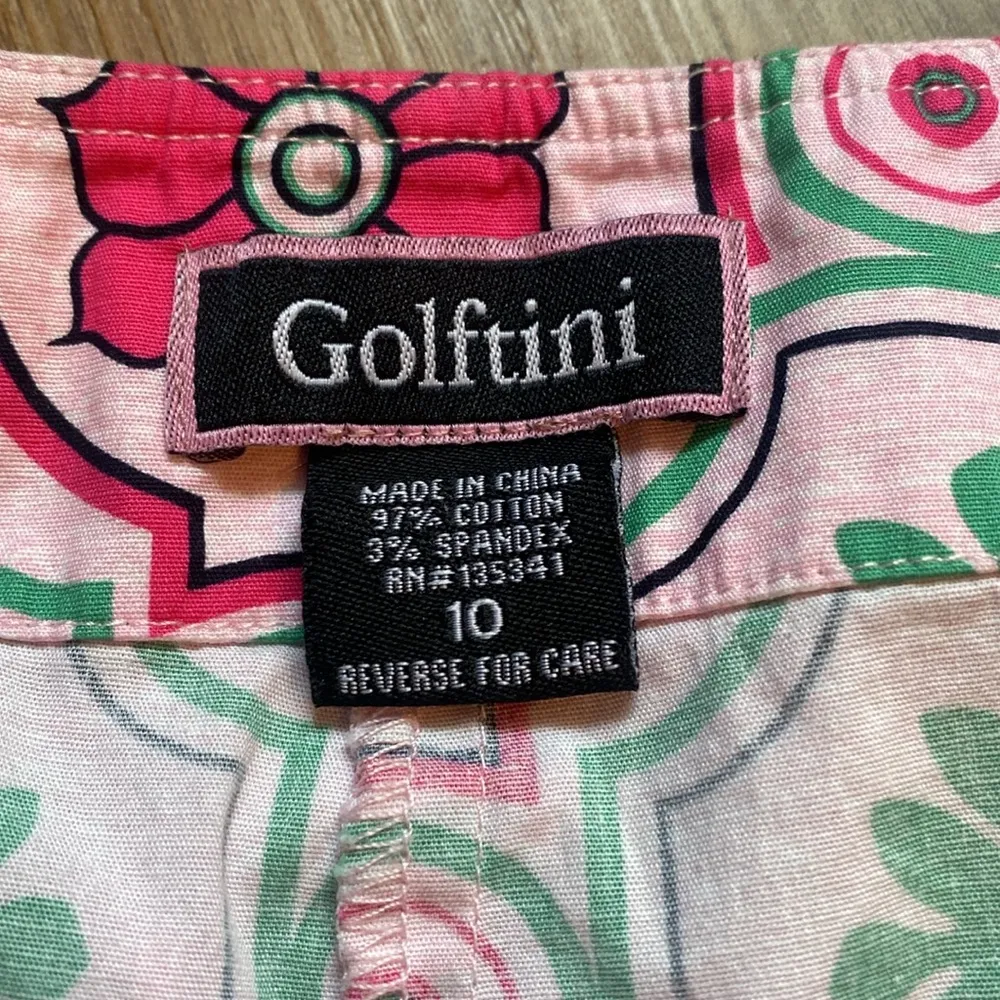 Golftini
MADE IN CHINA
97% COTTON
3% SPANDEX
RN#135341
10
REVERSE FOR CARE